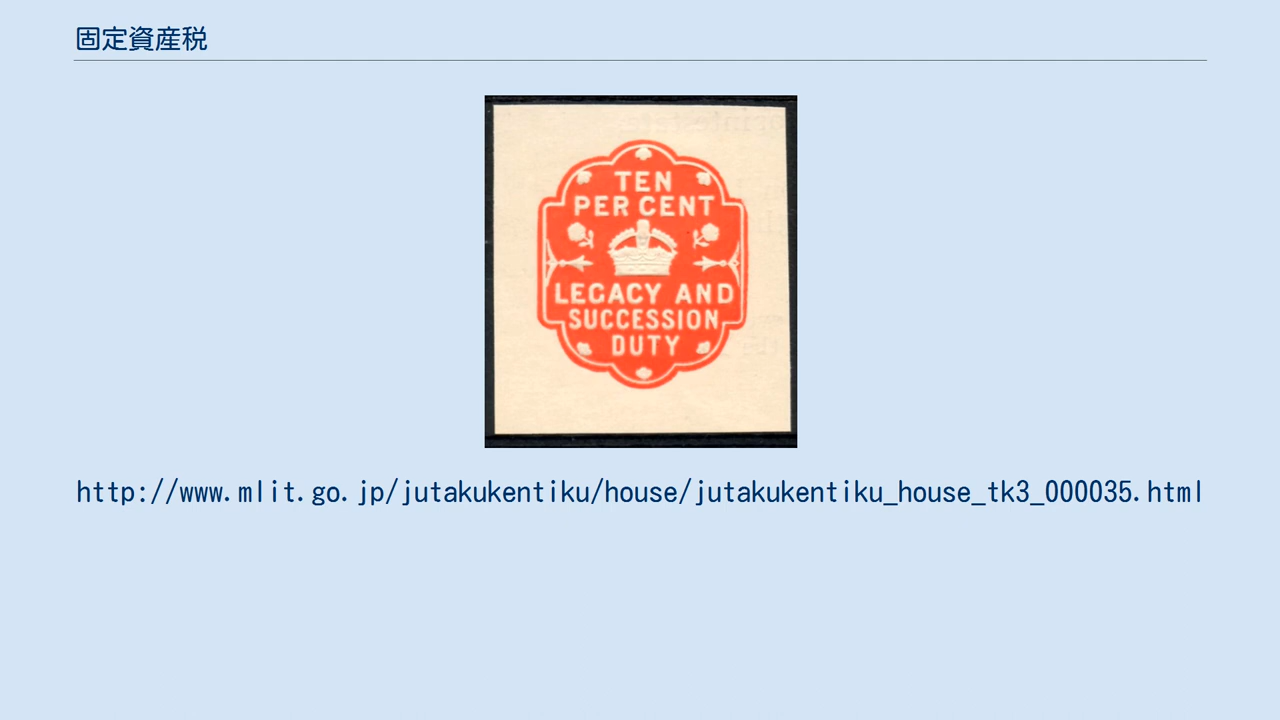 固定資産税
TEN
PER CENT
LEGACY AND
SUCCESSION
DUTY
http://www.mlit.go.jp/jutakukentiku/house/jutakukentiku_house_tk3_000035.html